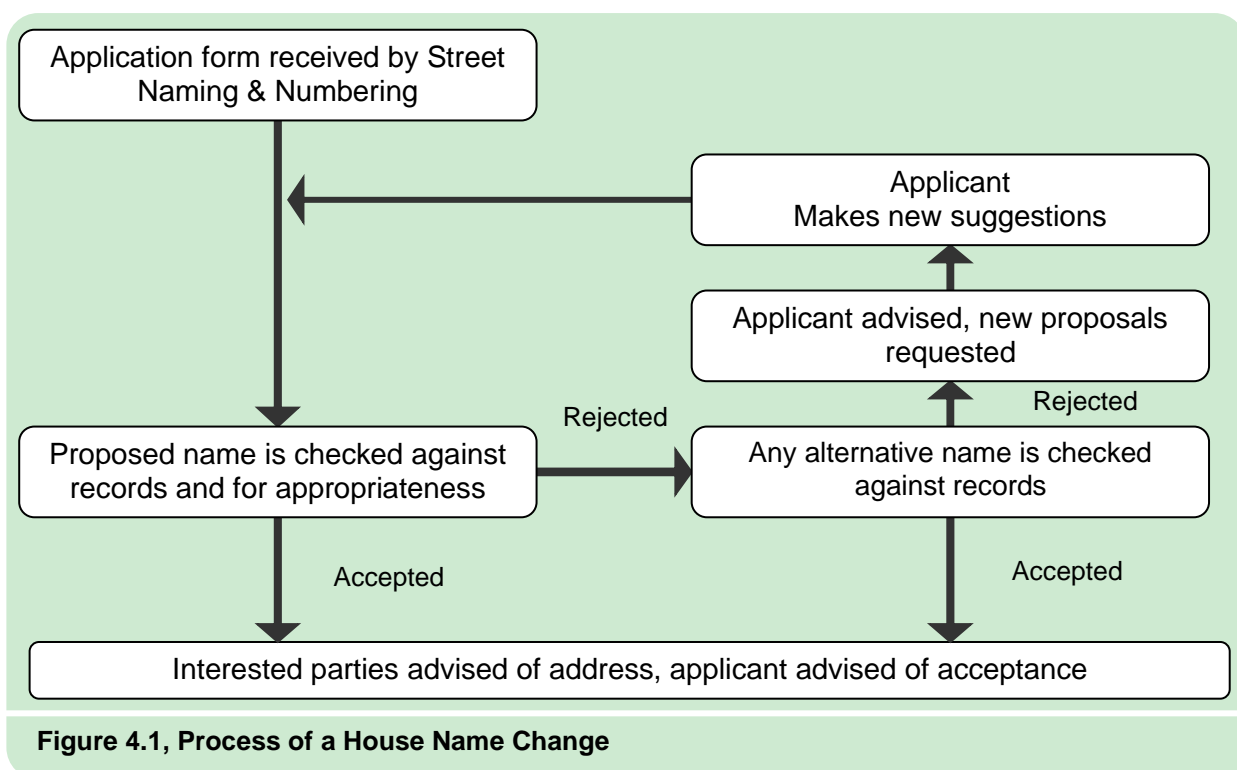 Application form received by Street
Naming & Numbering
Applicant
Makes new suggestions
Applicant advised, new proposals
requested
Rejected
Rejected
Proposed name is checked against
records and for appropriateness
Any alternative name is checked
against records
Accepted
Accepted
Interested parties advised of address, applicant advised of acceptance
Figure 4.1, Process of a House Name Change